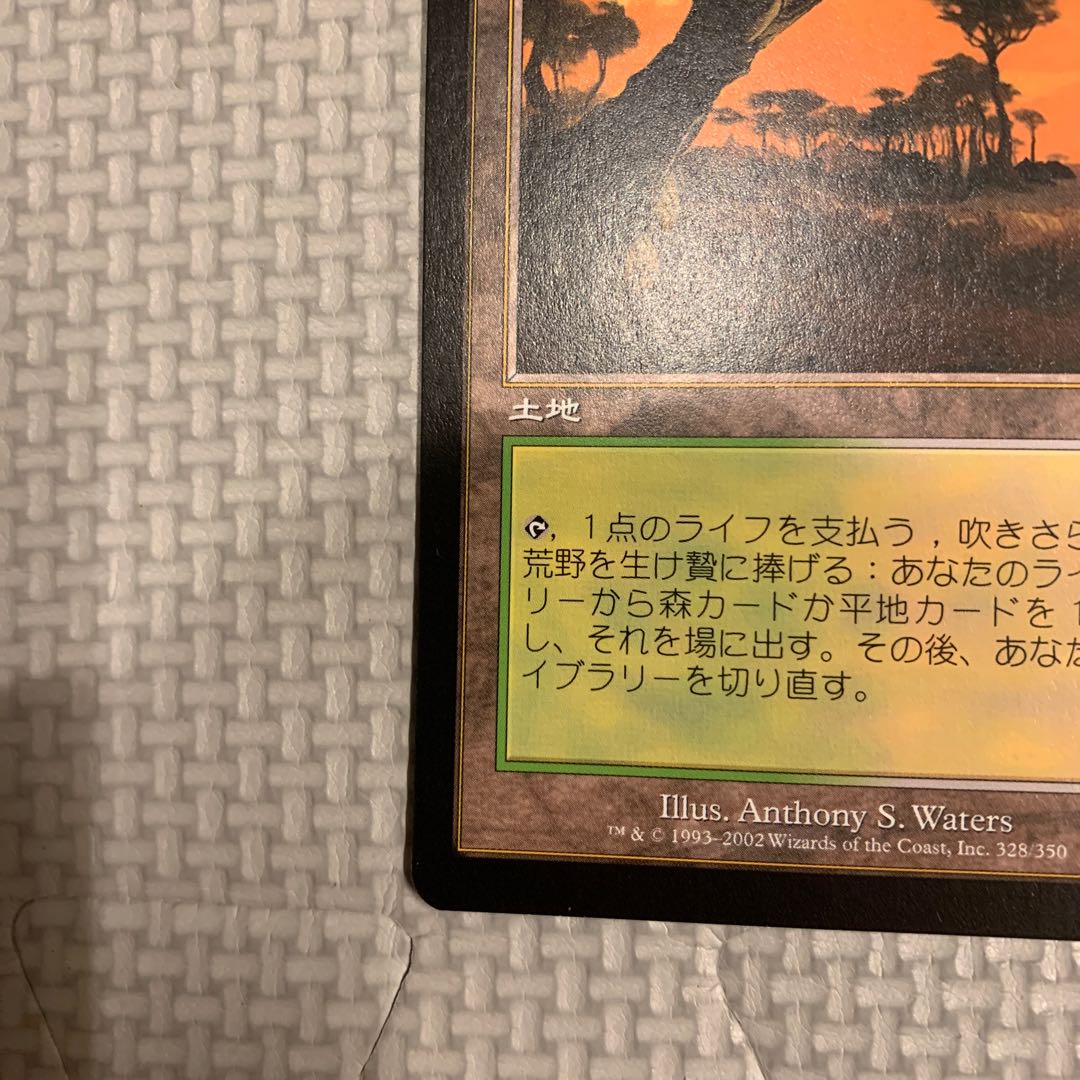 土地
, 1点のライフを支払う , 吹きさら
荒野を生け贄に捧げる : あなたのライ
リーから森カードか平地カードを 1
し、それを場に出す。その後、あなた
イブラリーを切り直す。
Illus. Anthony S. Waters
™ & © 1993–2002 Wizards of the Coast, Inc. 328/350